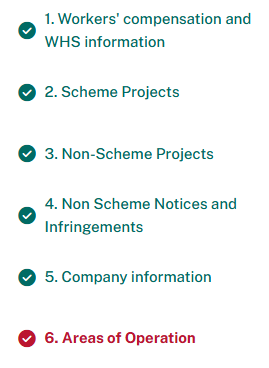 1. Workers' compensation and
WHS information
2. Scheme Projects
3. Non-Scheme Projects
4. Non Scheme Notices and
Infringements
5. Company information
6. Areas of Operation